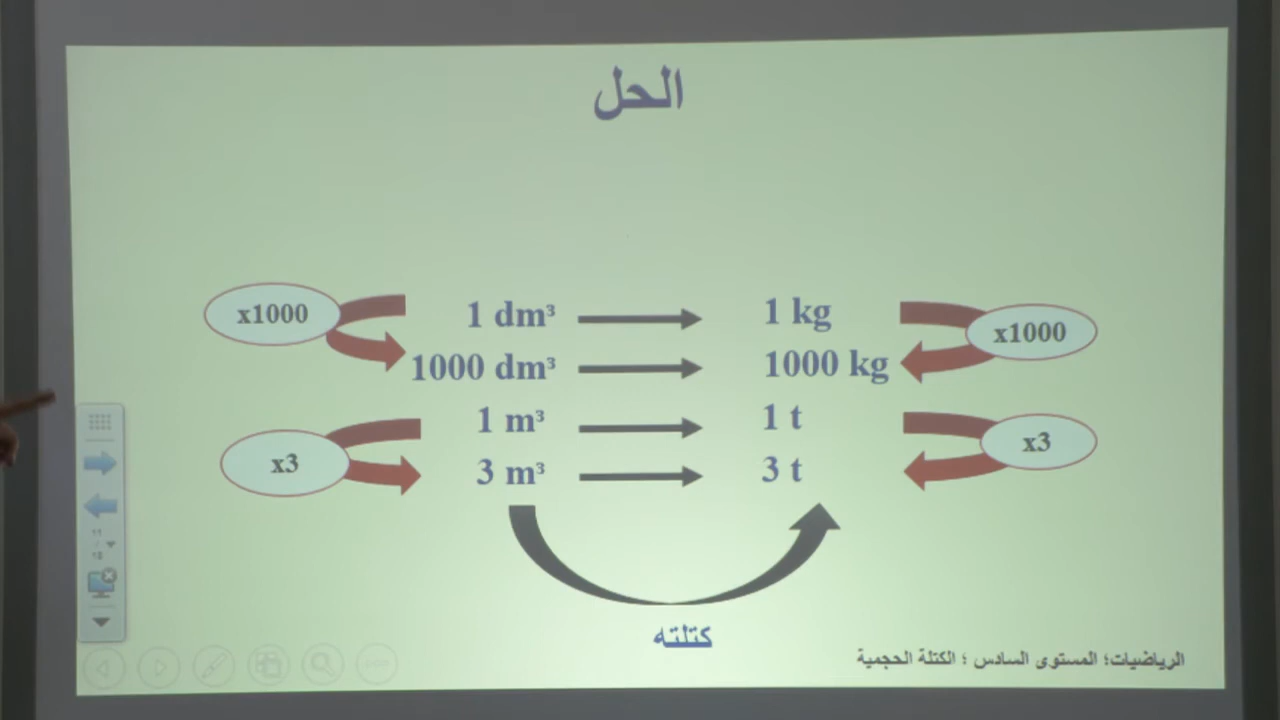 الحل
x1000 1 dm³ 1 kg x1000
1000 dm³ 1000 kg
x3 1 m³ 1 t x3
3 m³ 3 t
كتلته
الرياضيات؛ المستوى السادس ؛ الكتلة الحجمية